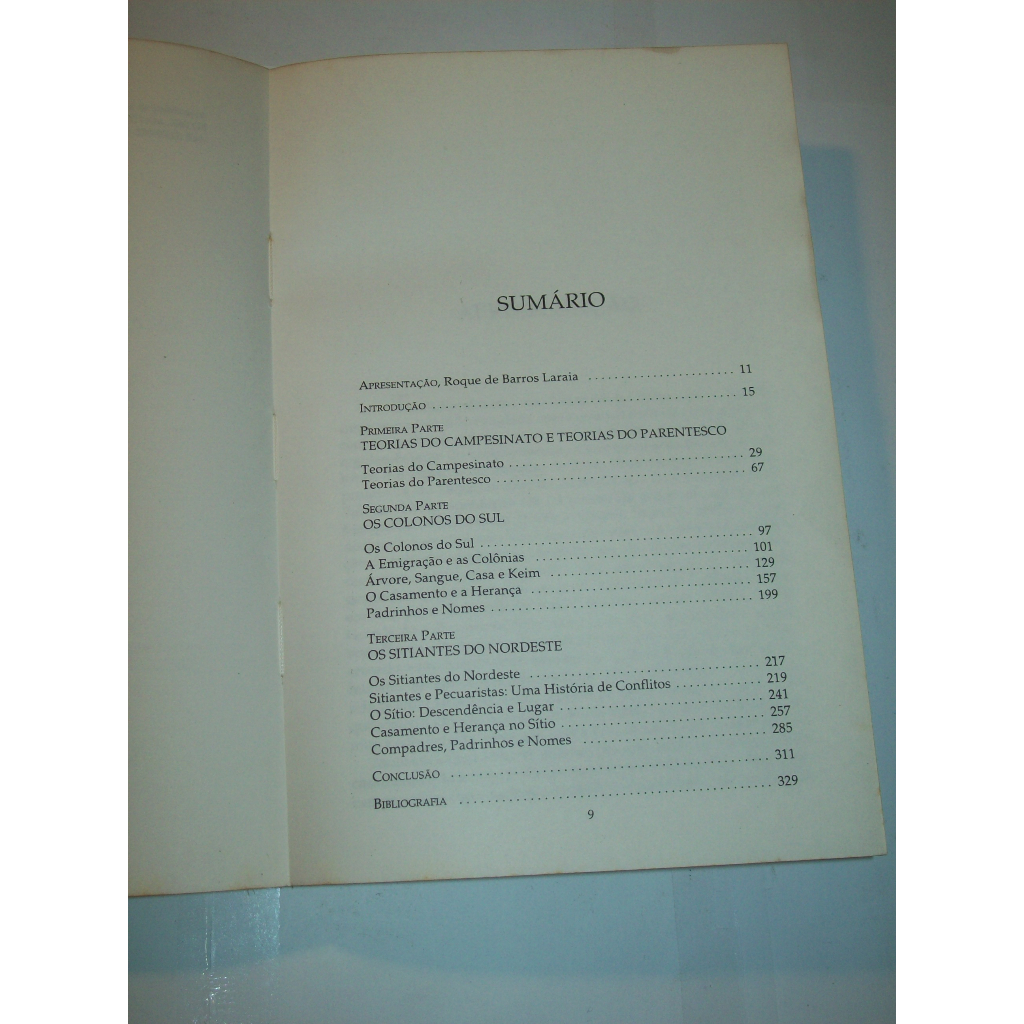 SUMÁRIO
APRESENTAÇÃO, Roque de Barros Laraia ....................... 11
INTRODUÇÃO ............................................... 15
PRIMEIRA PARTE
TEORIAS DO CAMPESINATO E TEORIAS DO PARENTESCO
Teorias do Campesinato .................................... 29
Teorias do Parentesco ...................................... 67
SEGUNDA PARTE
OS COLONOS DO SUL
Os Colonos do Sul ......................................... 97
A Emigração e as Colônias ................................. 101
Árvore, Sangue, Casa e Keim ............................... 129
O Casamento e a Herança ................................... 157
Padrinhos e Nomes ........................................ 199
TERCEIRA PARTE
OS SITIANTES DO NORDESTE
Os Sitiantes do Nordeste ................................... 217
Sitiantes e Pecuaristas: Uma História de Conflitos ............. 219
O Sítio: Descendência e Lugar ............................... 241
Casamento e Herança no Sítio ............................... 257
Compadres, Padrinhos e Nomes ............................. 285
CONCLUSÃO ............................................... 311
BIBLIOGRAFIA ............................................. 329
9